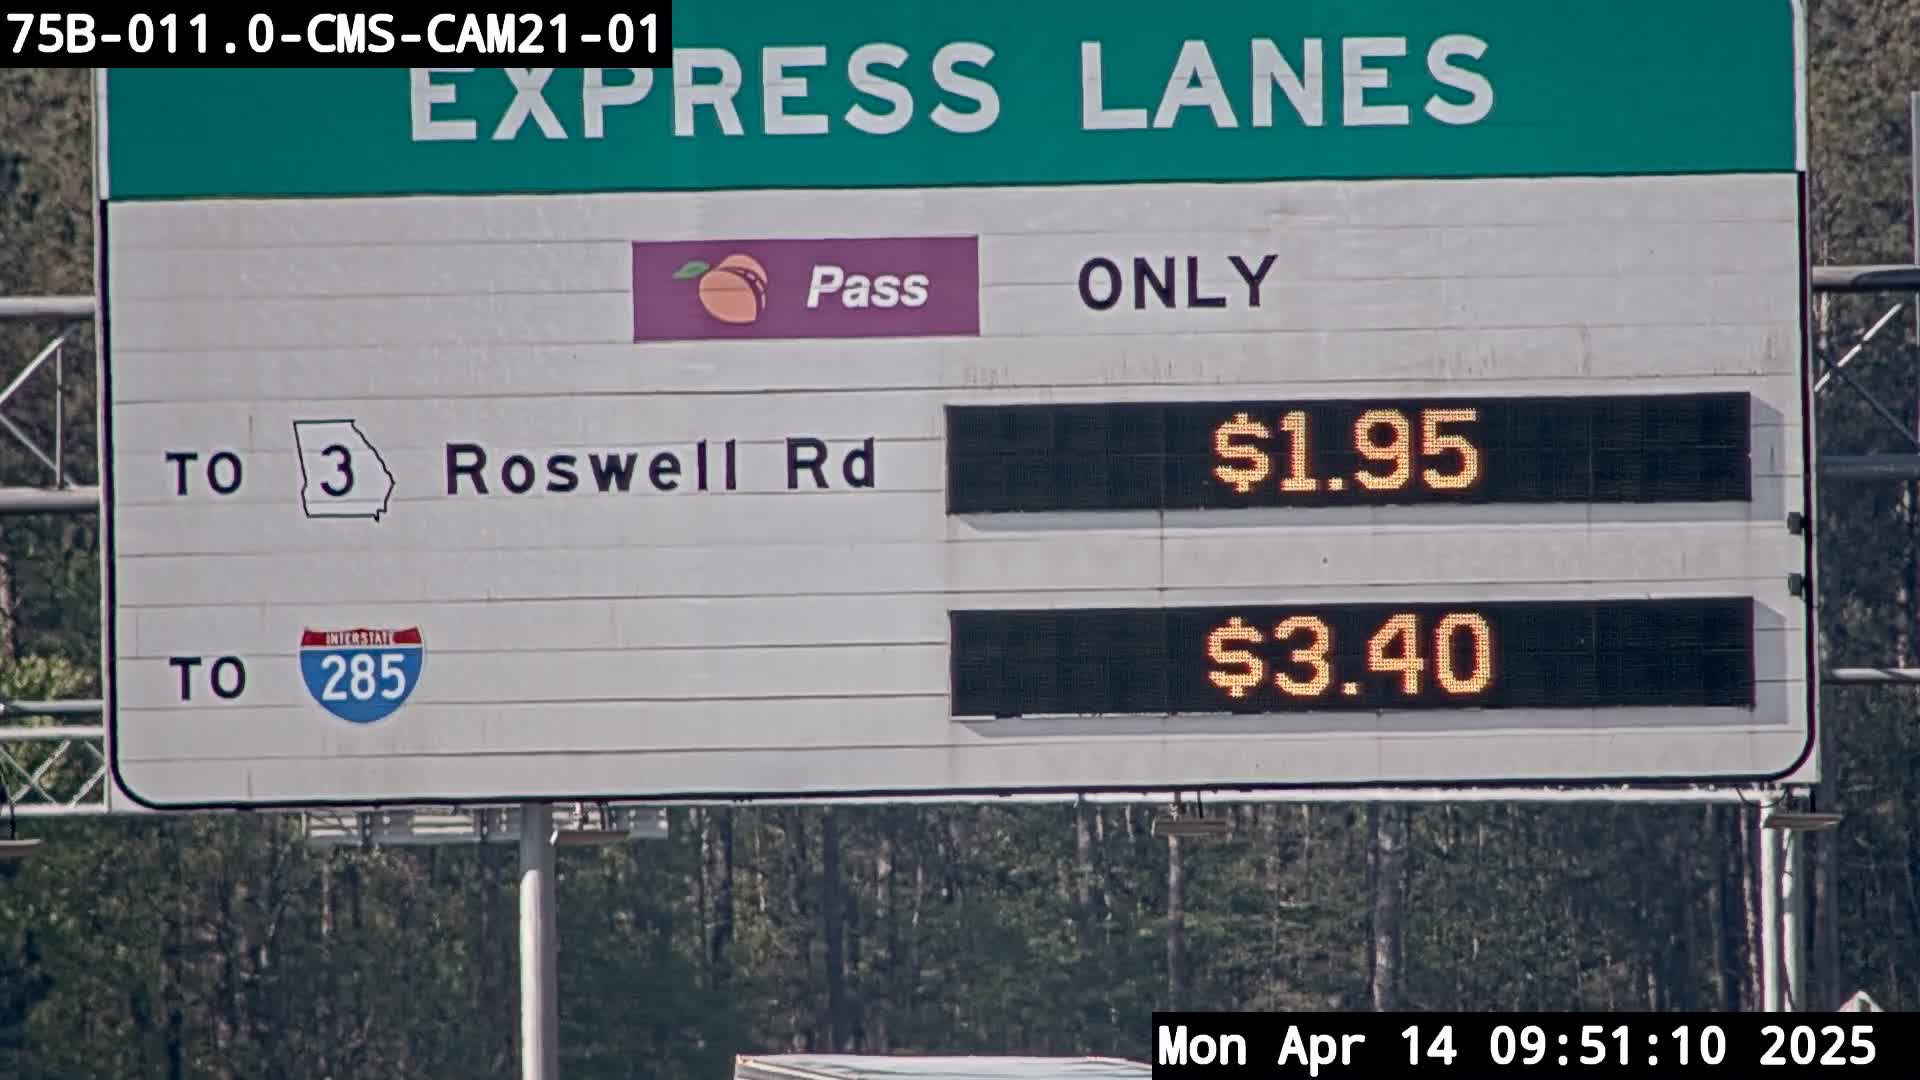 75B-011.0-CMS-CAM21-01
EXPRESS LANES
Pass ONLY
TO 3 Roswell Rd $1.95
INTERSTATE
TO 285 $3.40
Mon Apr 14 09:51:10 2025